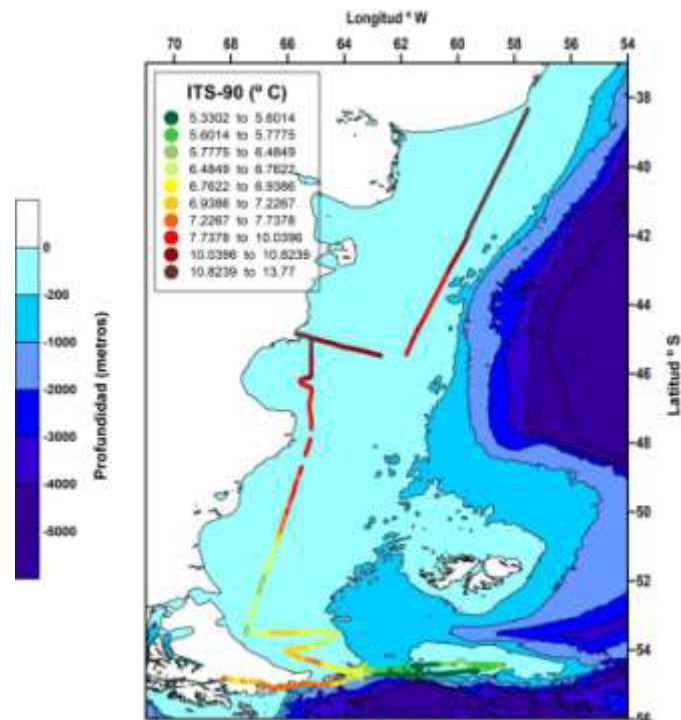 Longitud º W
70 68 66 64 62 60 58 56 54
ITS-90 (º C)
5.3302 to 5.6014
5.6014 to 5.7775
5.7775 to 6.4849
6.4849 to 6.7622
6.7622 to 6.9386
6.9386 to 7.2267
7.2267 to 7.7378
7.7378 to 10.0396
10.0396 to 10.8239
10.8239 to 13.77
0
-200
-1000
-2000
-3000
-4000
-5000
Profundidad (metros)
-38
-40
-42
-44
-46
-48
-50
-52
-54
-56
Latitud º S